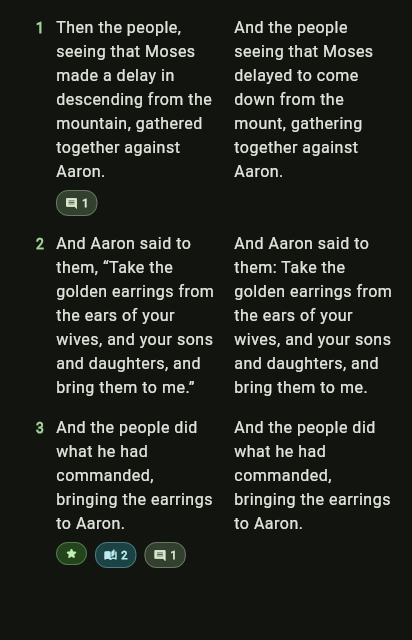 1
Then the people,
seeing that Moses
made a delay in
descending from the
mountain, gathered
together against
Aaron.
1
And the people
seeing that Moses
delayed to come
down from the
mount, gathering
together against
Aaron.
2
And Aaron said to
them, “Take the
golden earrings from
the ears of your
wives, and your sons
and daughters, and
bring them to me.”
And Aaron said to
them: Take the
golden earrings from
the ears of your
wives, and your sons
and daughters, and
bring them to me.
3
And the people did
what he had
commanded,
bringing the earrings
to Aaron.
2
1
And the people did
what he had
commanded,
bringing the earrings
to Aaron.